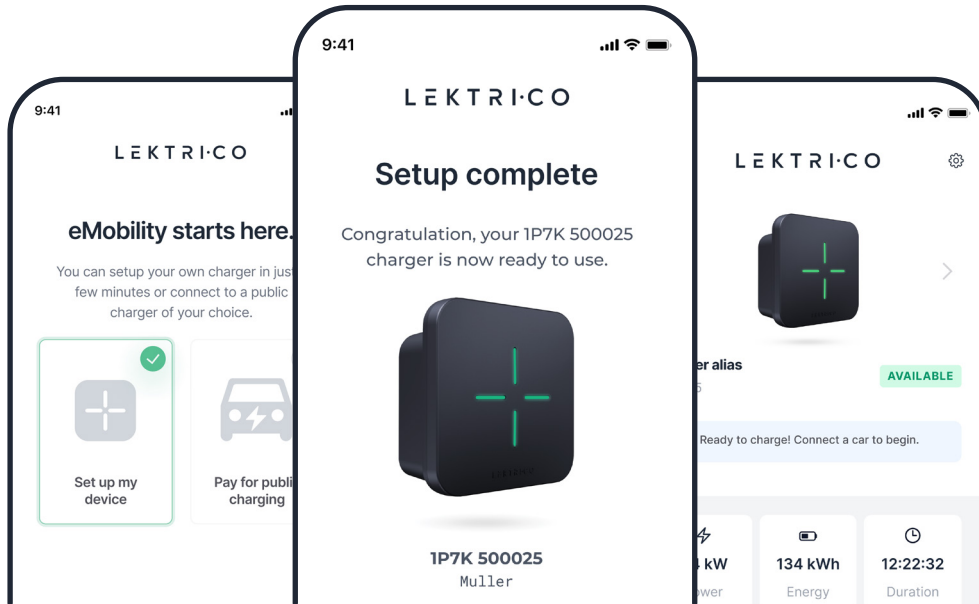 9:41
LEKTRI·CO
eMobility starts here.
You can setup your own charger in just
few minutes or connect to a public
charger of your choice.
Set up my
device
Pay for publi
charging
9:41
LEKTRI·CO
Setup complete
Congratulation, your 1P7K 500025
charger is now ready to use.
1P7K 500025
Muller
LEKTRI·CO
er alias
AVAILABLE
Ready to charge! Connect a car to begin.
kW
ower
134 kWh
Energy
12:22:32
Duration